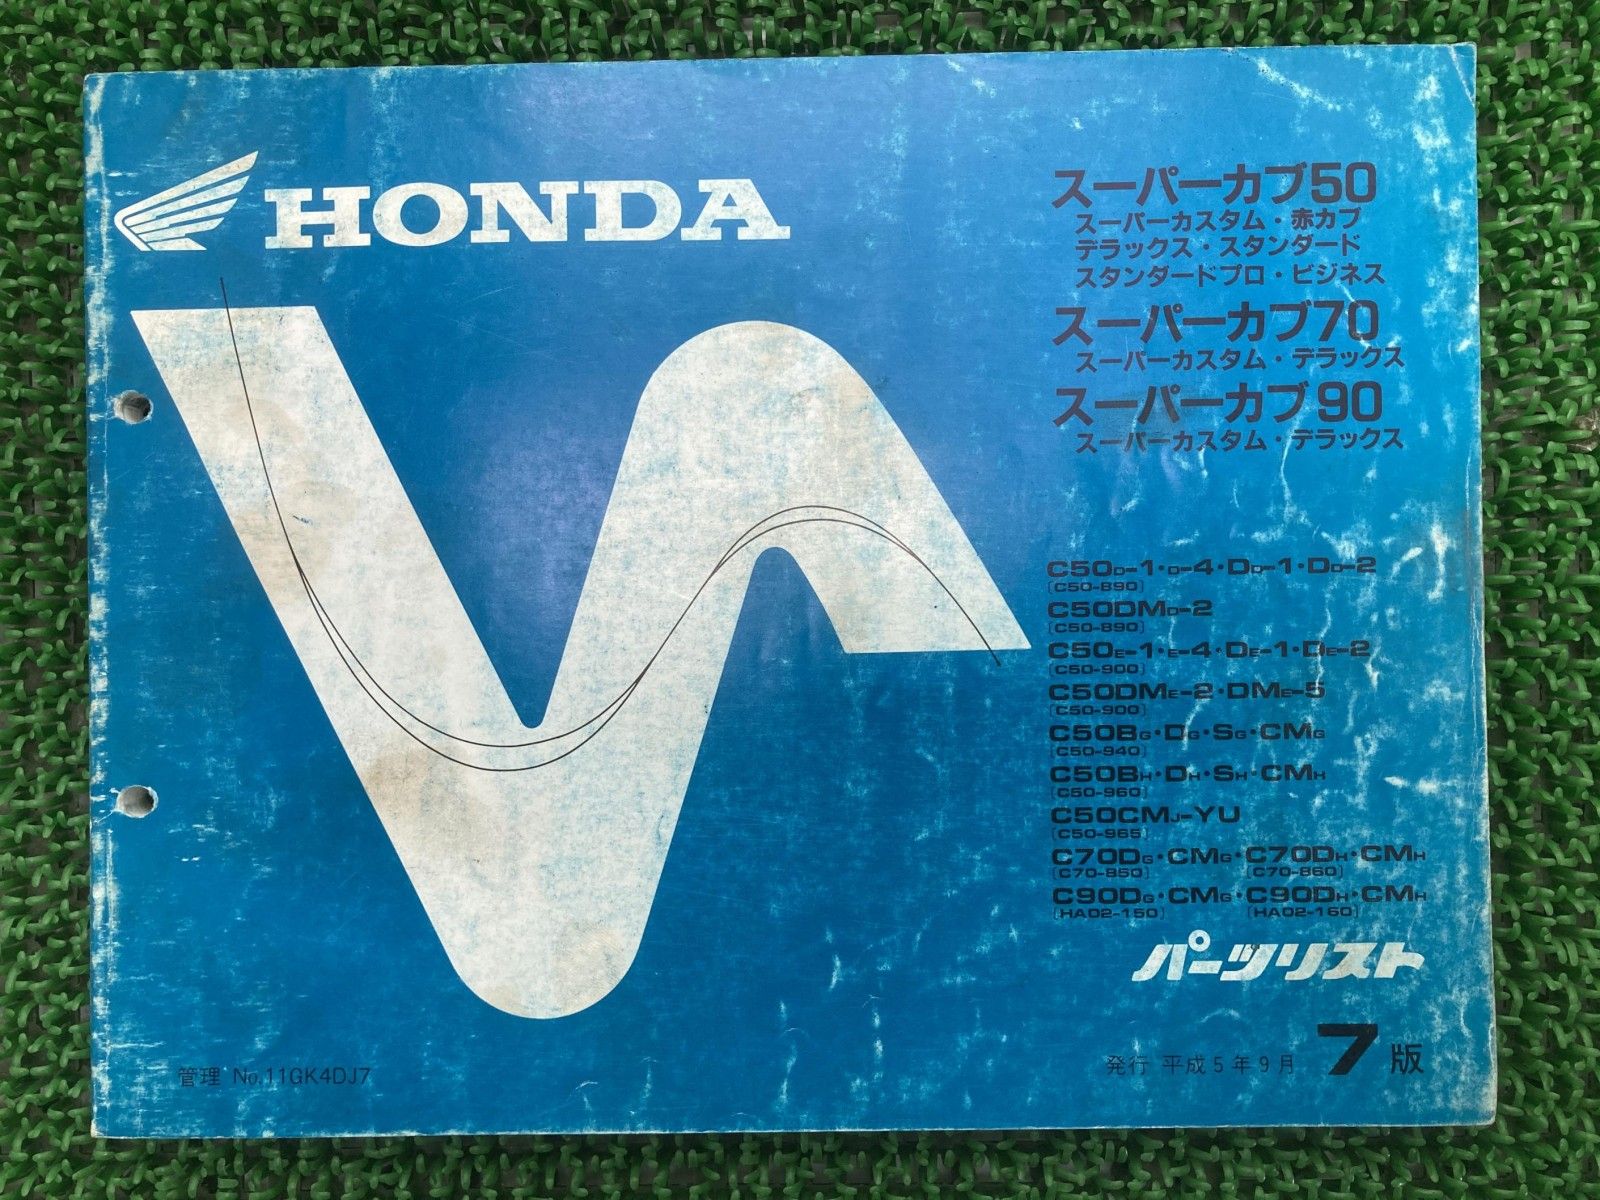 HONDA
スーパーカブ50
スーパーカスタム・赤カブ
デラックス・スタンダード
スタンダードプロ・ビジネス
スーパーカブ70
スーパーカスタム・デラックス
スーパーカブ90
スーパーカスタム・デラックス
C50D-1・D-4・DD-1・DD-2
[C50-890]
C50DMD-2
[C50-890]
C50E-1・E-4・DE-1・DE-2
[C50-900]
C50DME-2・DME-5
[C50-900]
C50BG・DG・SG・CMG
[C50-940]
C50BH・DH・SH・CMH
[C50-960]
C50CMJ-YU
[C50-965]
C70DG・CMG・C70DH・CMH
[C70-850] [C70-860]
C90DG・CMG・C90DH・CMH
[HA02-150] [HA02-160]
パーツリスト
発行 平成5年9月 7版
管理 No.11GK4DJ7